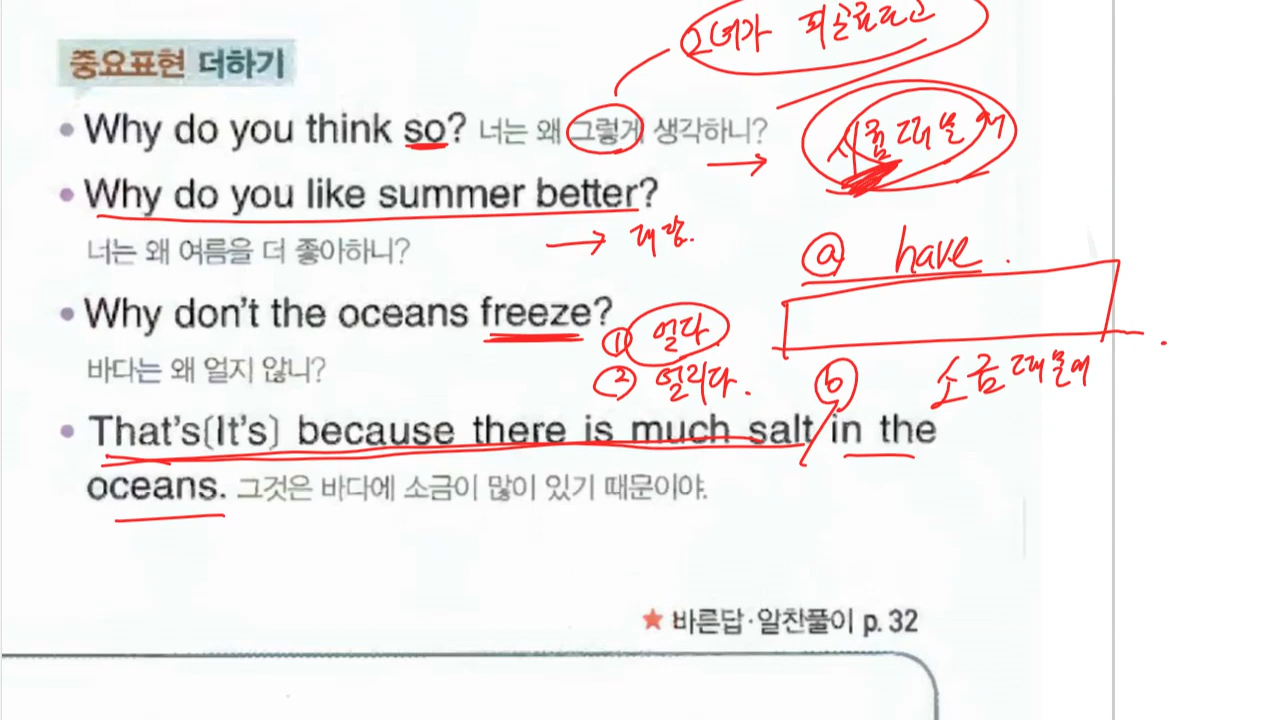 그녀가 피곤하다고
중요표현 더하기
• Why do you think so? 너는 왜 그렇게 생각하니?
→
때문에
• Why do you like summer better?
너는 왜 여름을 더 좋아하니?
→ 대답.
ⓐ have.
• Why don't the oceans freeze?
① 얼다
바다는 왜 얼지 않니?
② 얼리다.
ⓑ 소금 때문에
• That's(It's) because there is much salt in the
oceans. 그것은 바다에 소금이 많이 있기 때문이야.
★ 바른답·알찬풀이 p. 32